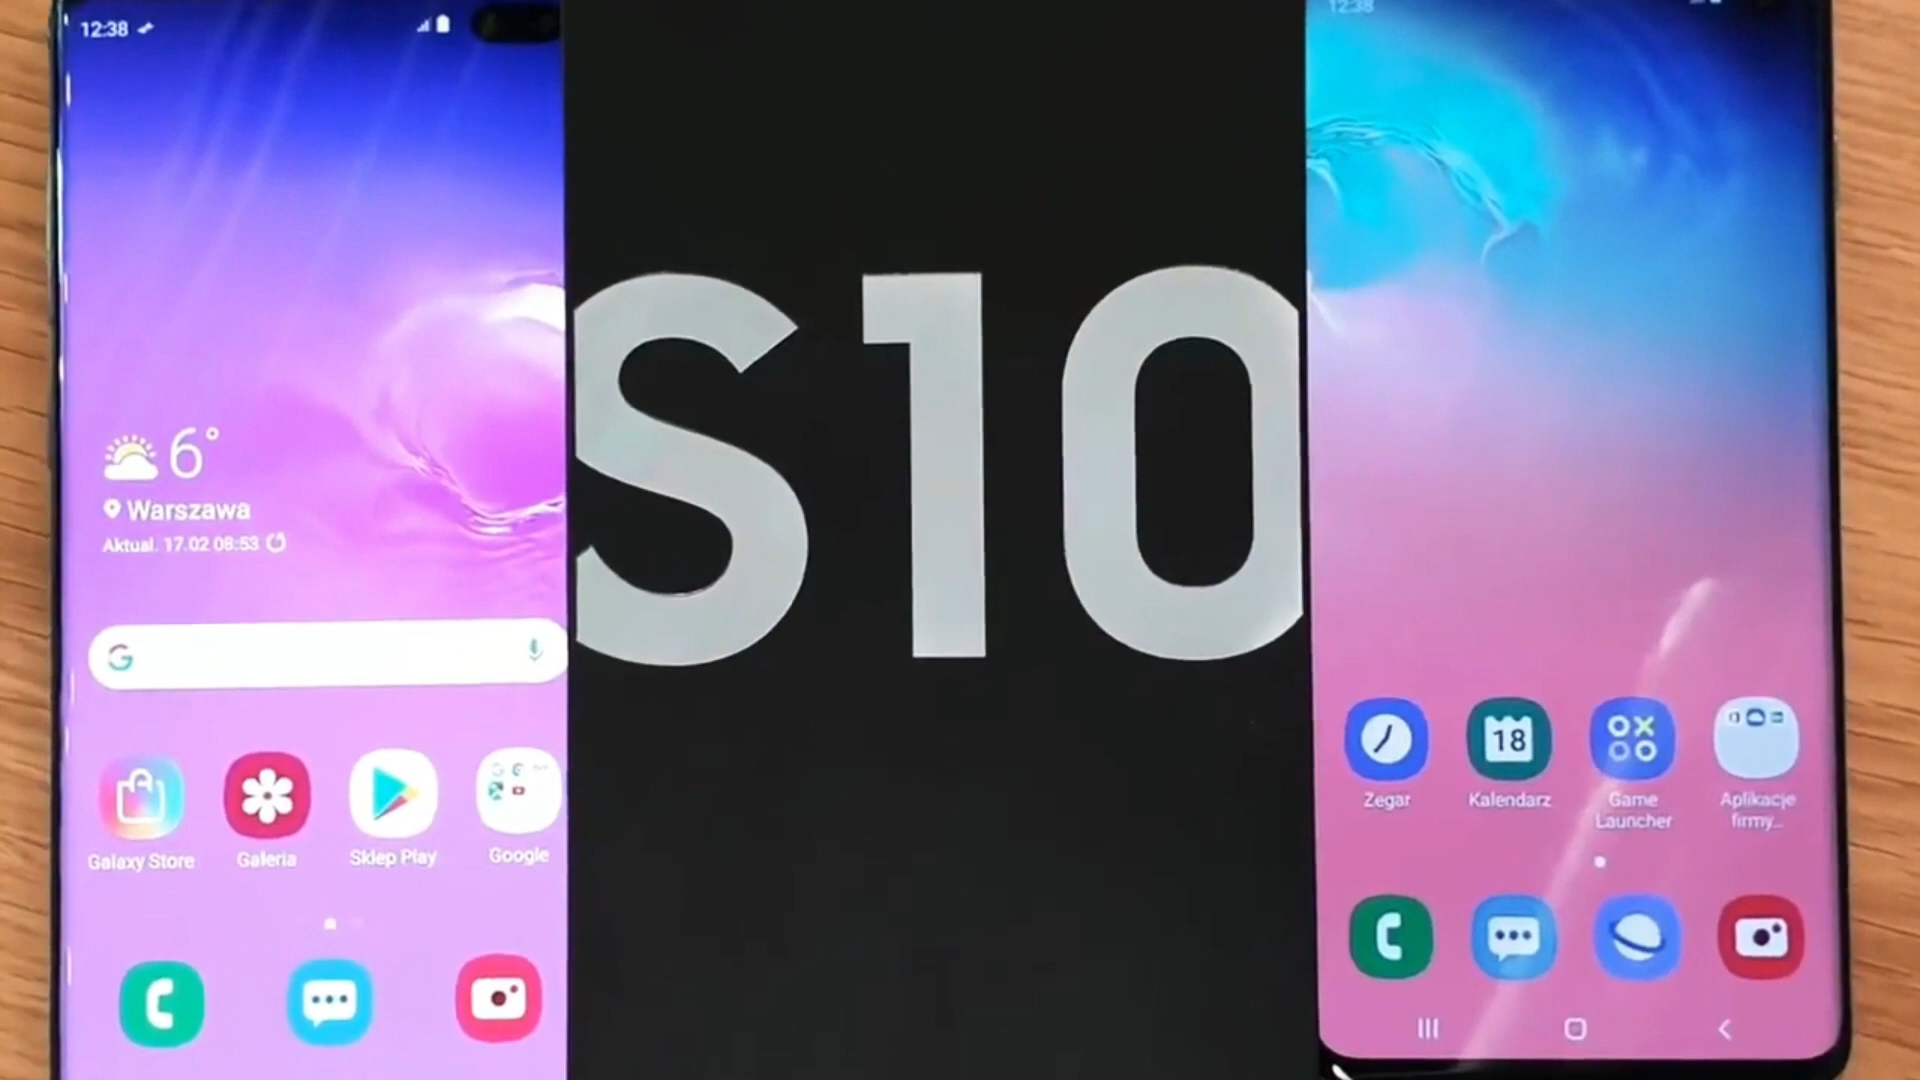 12:38
6°
Warszawa
Aktual. 17.02 08:53
G
Galaxy Store
Galeria
Sklep Play
Google
S10
12:38
18
Zegar
Kalendarz
Game
Launcher
Aplikacje
firmy...